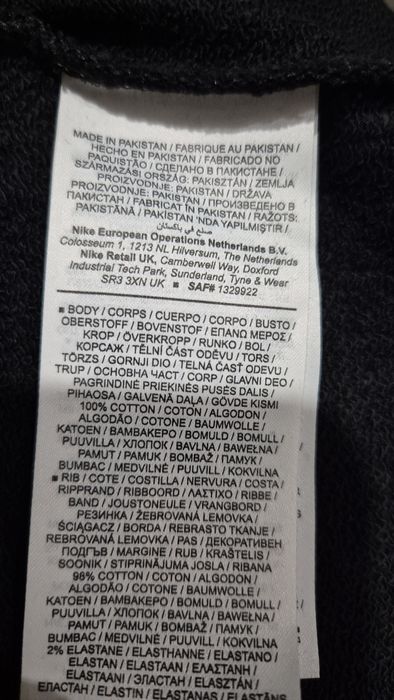 MADE IN PAKISTAN / FABRIQUE AU PAKISTAN /
HECHO EN PAKISTAN / FABRICADO NO
PAQUISTÃO / СДЕЛАНО В ПАКИСТАНЕ /
SZÁRMAZÁSI ORSZÁG: PAKISZTÁN / ZEMLJA
PROIZVODNJE: PAKISTAN / DRŽAVA
PROIZVODNJE: PAKISTAN / ПРОИЗВЕДЕНО В
ПАКИСТАН / FABRICAT ÎN PAKISTAN / RAŽOTS:
PAKISTĀNĀ / PAKİSTAN 'NDA YAPILMIŞTIR /
صنع في باكستان
Nike European Operations Netherlands B.V.
Colosseum 1, 1213 NL Hilversum, The Netherlands
Nike Retail UK, Camberwell Way, Doxford
Industrial Tech Park, Sunderland, Tyne & Wear
SR3 3XN UK ■ SAF# 1329922
■ BODY / CORPS / CUERPO / CORPO / BUSTO /
OBERSTOFF / BOVENSTOF / ΕΠΑΝΩ ΜΕΡΟΣ /
KROP / ÖVERKROPP / RUNKO / BOL /
КОРСАЖ / TĚLNÍ ČÁST ODĚVU / TORS /
TÖRZS / GORNJI DIO / TELNÁ ČASŤ ODEVU /
TRUP / ОСНОВНА ЧАСТ / CORP / GLAVNI DEO /
PAGRINDINĖ PRIEKINĖS PUSĖS DALIS /
PIHAOSA / GALVENĀ DAĻA / GÖVDE KISMI
100% COTTON / COTON / ALGODON /
ALGODÃO / COTONE / BAUMWOLLE /
KATOEN / ΒΑΜΒΑΚΕΡΟ / BOMULD / BOMULL /
PUUVILLA / ХЛОПОК / BAVLNA / BAWEŁNA /
PAMUT / PAMUK / BOMBAŽ / ПАМУК /
BUMBAC / MEDVILNĖ / PUUVILL / KOKVILNA
■ RIB / COTE / COSTILLA / NERVURA / COSTA /
RIPPRAND / RIBBOORD / ΛΑΣΤΙΧΟ / RIBBE /
BAND / JOUSTONEULE / VRANGBORD /
РЕЗИНКА / ŽEBROVANÁ LEMOVKA /
ŚCIĄGACZ / BORDA / REBRASTO TKANJE /
REBROVANÁ LEMOVKA / PAS / ДЕКОРАТИВЕН
ПОДГЪВ / MARGINE / RUB / KRAŠTELIS /
SOONIK / STIPRINĀJUMA JOSLA / RIBANA
98% COTTON / COTON / ALGODON /
ALGODÃO / COTONE / BAUMWOLLE /
KATOEN / ΒΑΜΒΑΚΕΡΟ / BOMULD / BOMULL /
PUUVILLA / ХЛОПОК / BAVLNA / BAWEŁNA /
PAMUT / PAMUK / BOMBAŽ / ПАМУК /
BUMBAC / MEDVILNĖ / PUUVILL / KOKVILNA
2% ELASTANE / ELASTHANNE / ELASTANO /
ELASTAN / ELASTAAN / ΕΛΑΣΤΑΝΗ /
ELASTAANI / ЭЛАСТАН / ELASZTÁN /
ЕЛАСТАН / ELASTIN / ELASTANAS / ELASTĀNS